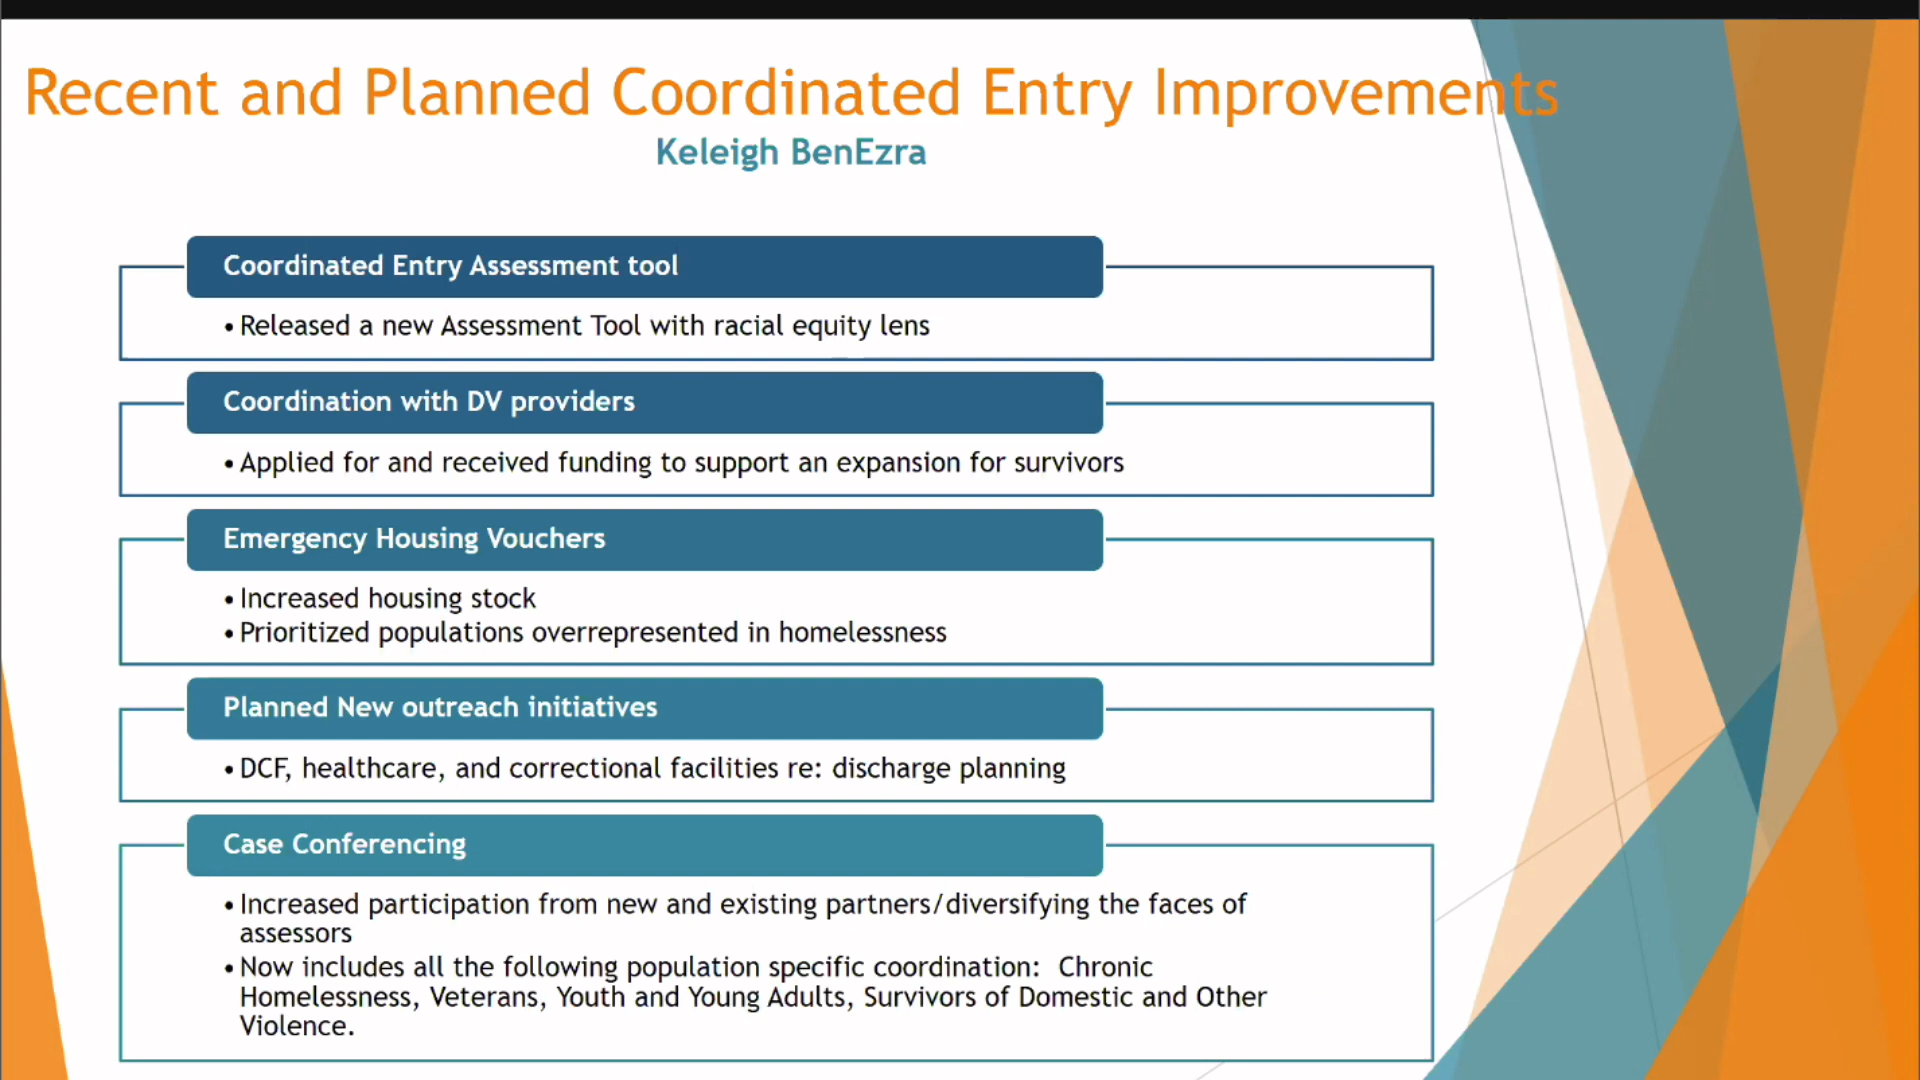 Recent and Planned Coordinated Entry Improvements
Keleigh BenEzra
Coordinated Entry Assessment tool
• Released a new Assessment Tool with racial equity lens
Coordination with DV providers
• Applied for and received funding to support an expansion for survivors
Emergency Housing Vouchers
• Increased housing stock
• Prioritized populations overrepresented in homelessness
Planned New outreach initiatives
• DCF, healthcare, and correctional facilities re: discharge planning
Case Conferencing
• Increased participation from new and existing partners/diversifying the faces of
assessors
• Now includes all the following population specific coordination:  Chronic
Homelessness, Veterans, Youth and Young Adults, Survivors of Domestic and Other
Violence.